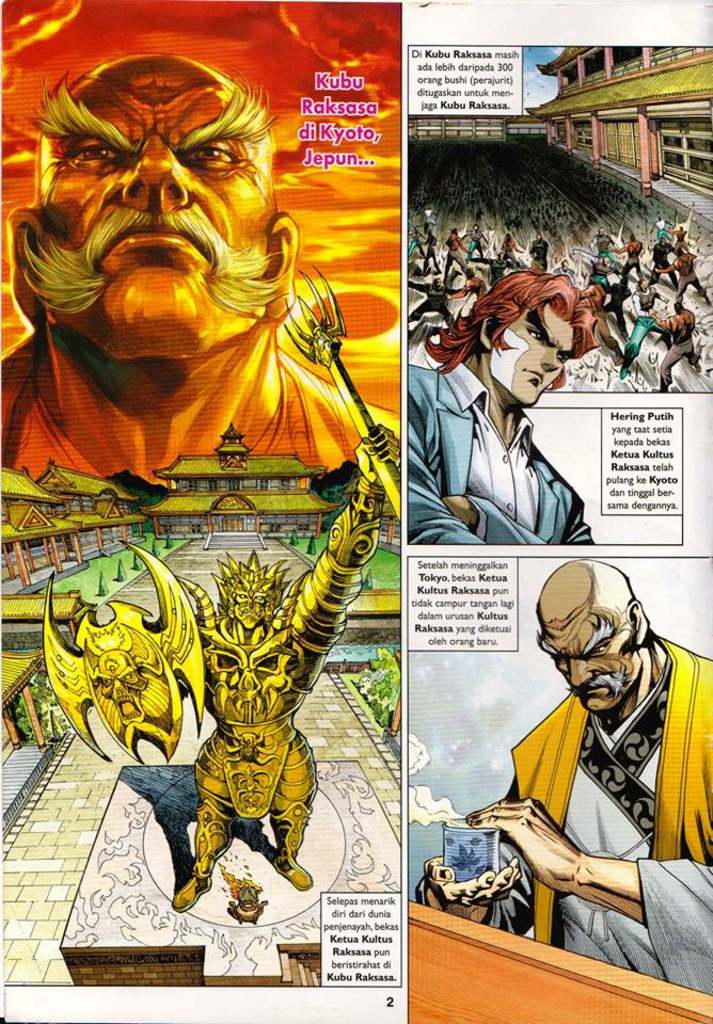 Kubu
Raksasa
di Kyoto,
Jepun...
Selepas menarik
diri dari dunia
penjenayah, bekas
Ketua Kultus
Raksasa pun
beristirahat di
Kubu Raksasa.
Di Kubu Raksasa masih
ada lebih daripada 300
orang bushi (perajurit)
ditugaskan untuk men-
jaga Kubu Raksasa.
Hering Putih
yang taat setia
kepada bekas
Ketua Kultus
Raksasa telah
pulang ke Kyoto
dan tinggal ber-
sama dengannya.
Setelah meninggalkan
Tokyo, bekas Ketua
Kultus Raksasa pun
tidak campur tangan lagi
dalam urusan Kultus
Raksasa yang diketuai
oleh orang baru.
2